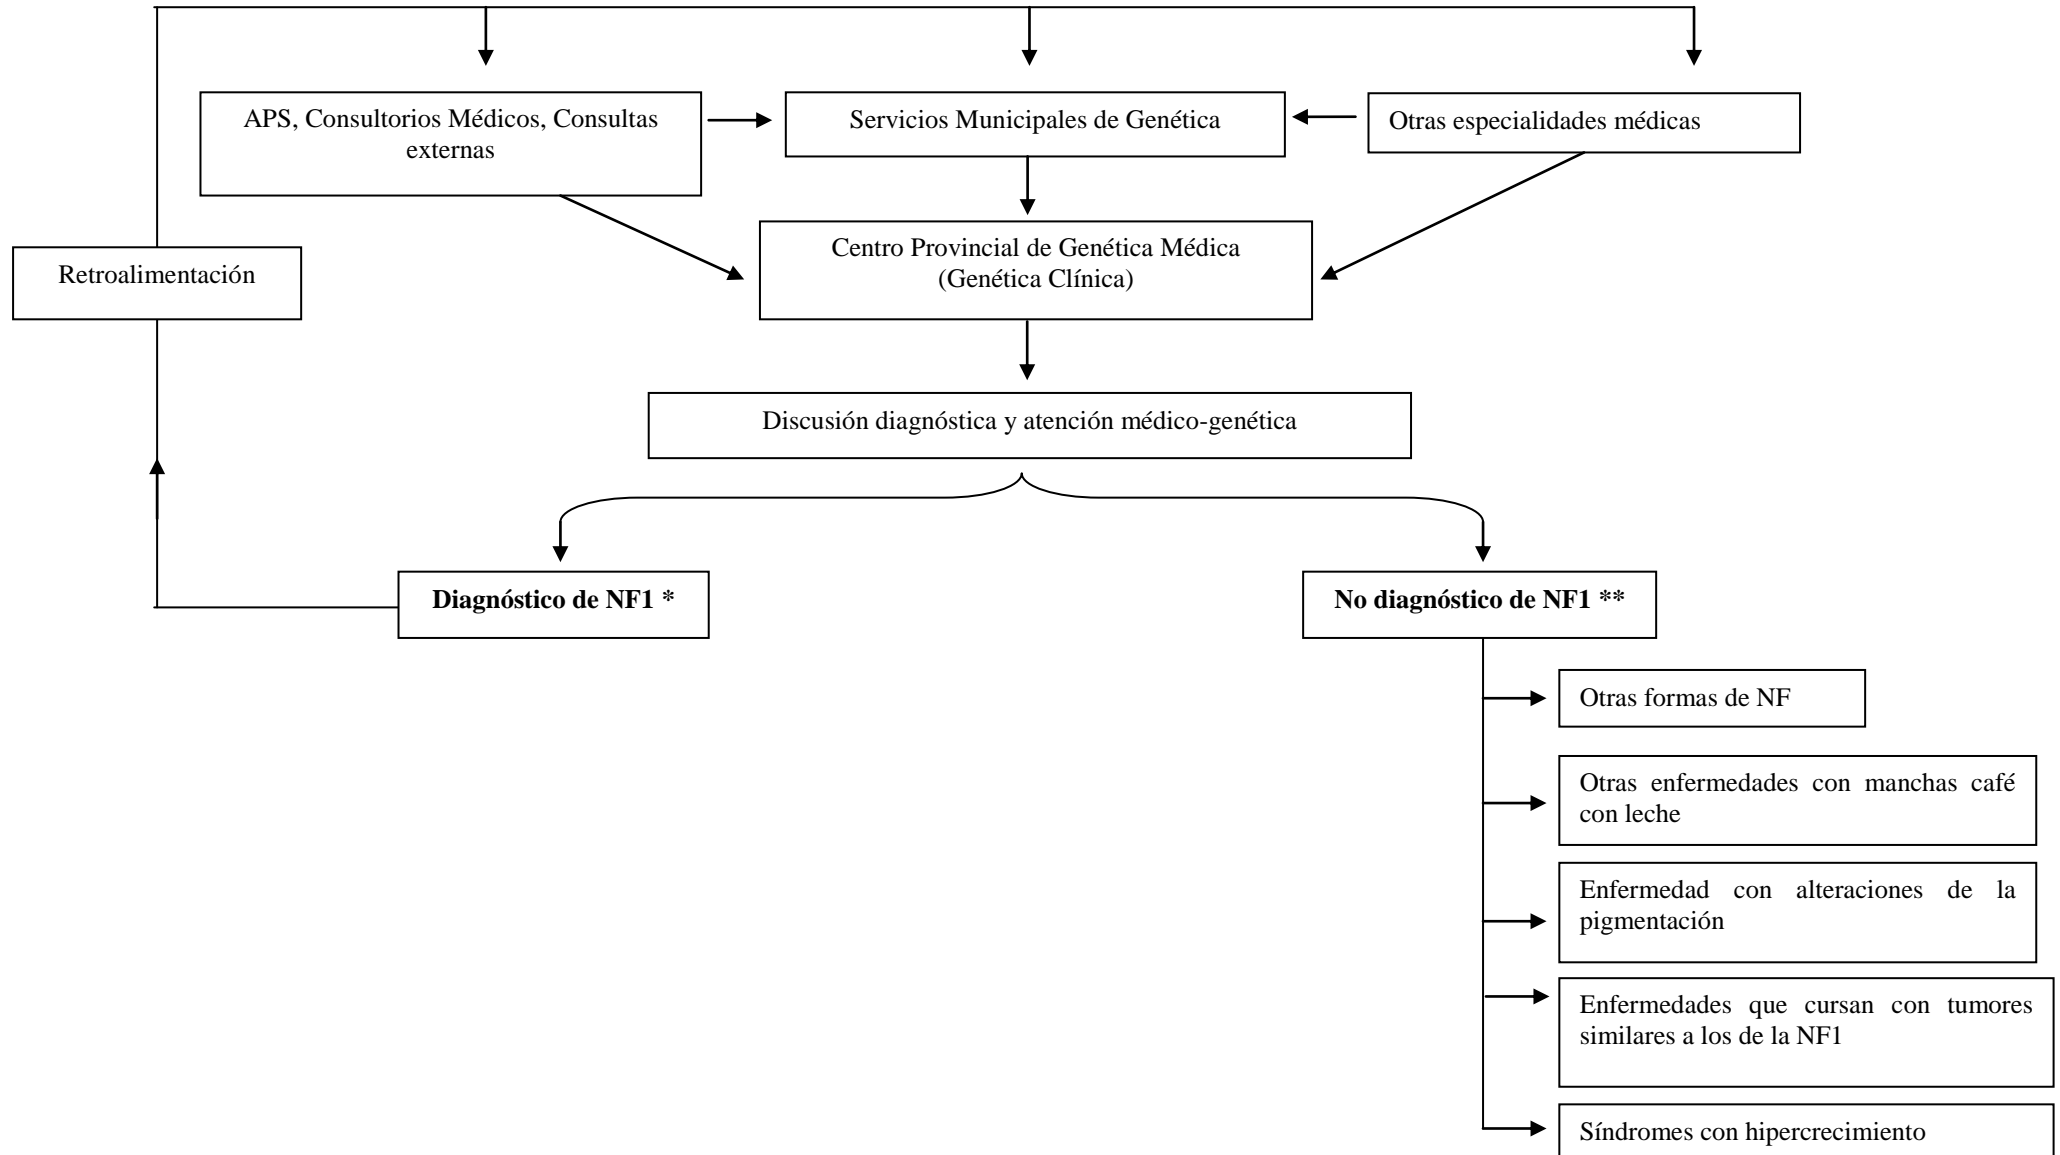 APS, Consultorios Médicos, Consultas
externas
Servicios Municipales de Genética
Otras especialidades médicas
Retroalimentación
Centro Provincial de Genética Médica
(Genética Clínica)
Discusión diagnóstica y atención médico-genética
Diagnóstico de NF1 *
No diagnóstico de NF1 **
Otras formas de NF
Otras enfermedades con manchas café
con leche
Enfermedad con alteraciones de la
pigmentación
Enfermedades que cursan con tumores
similares a los de la NF1
Síndromes con hipercrecimiento